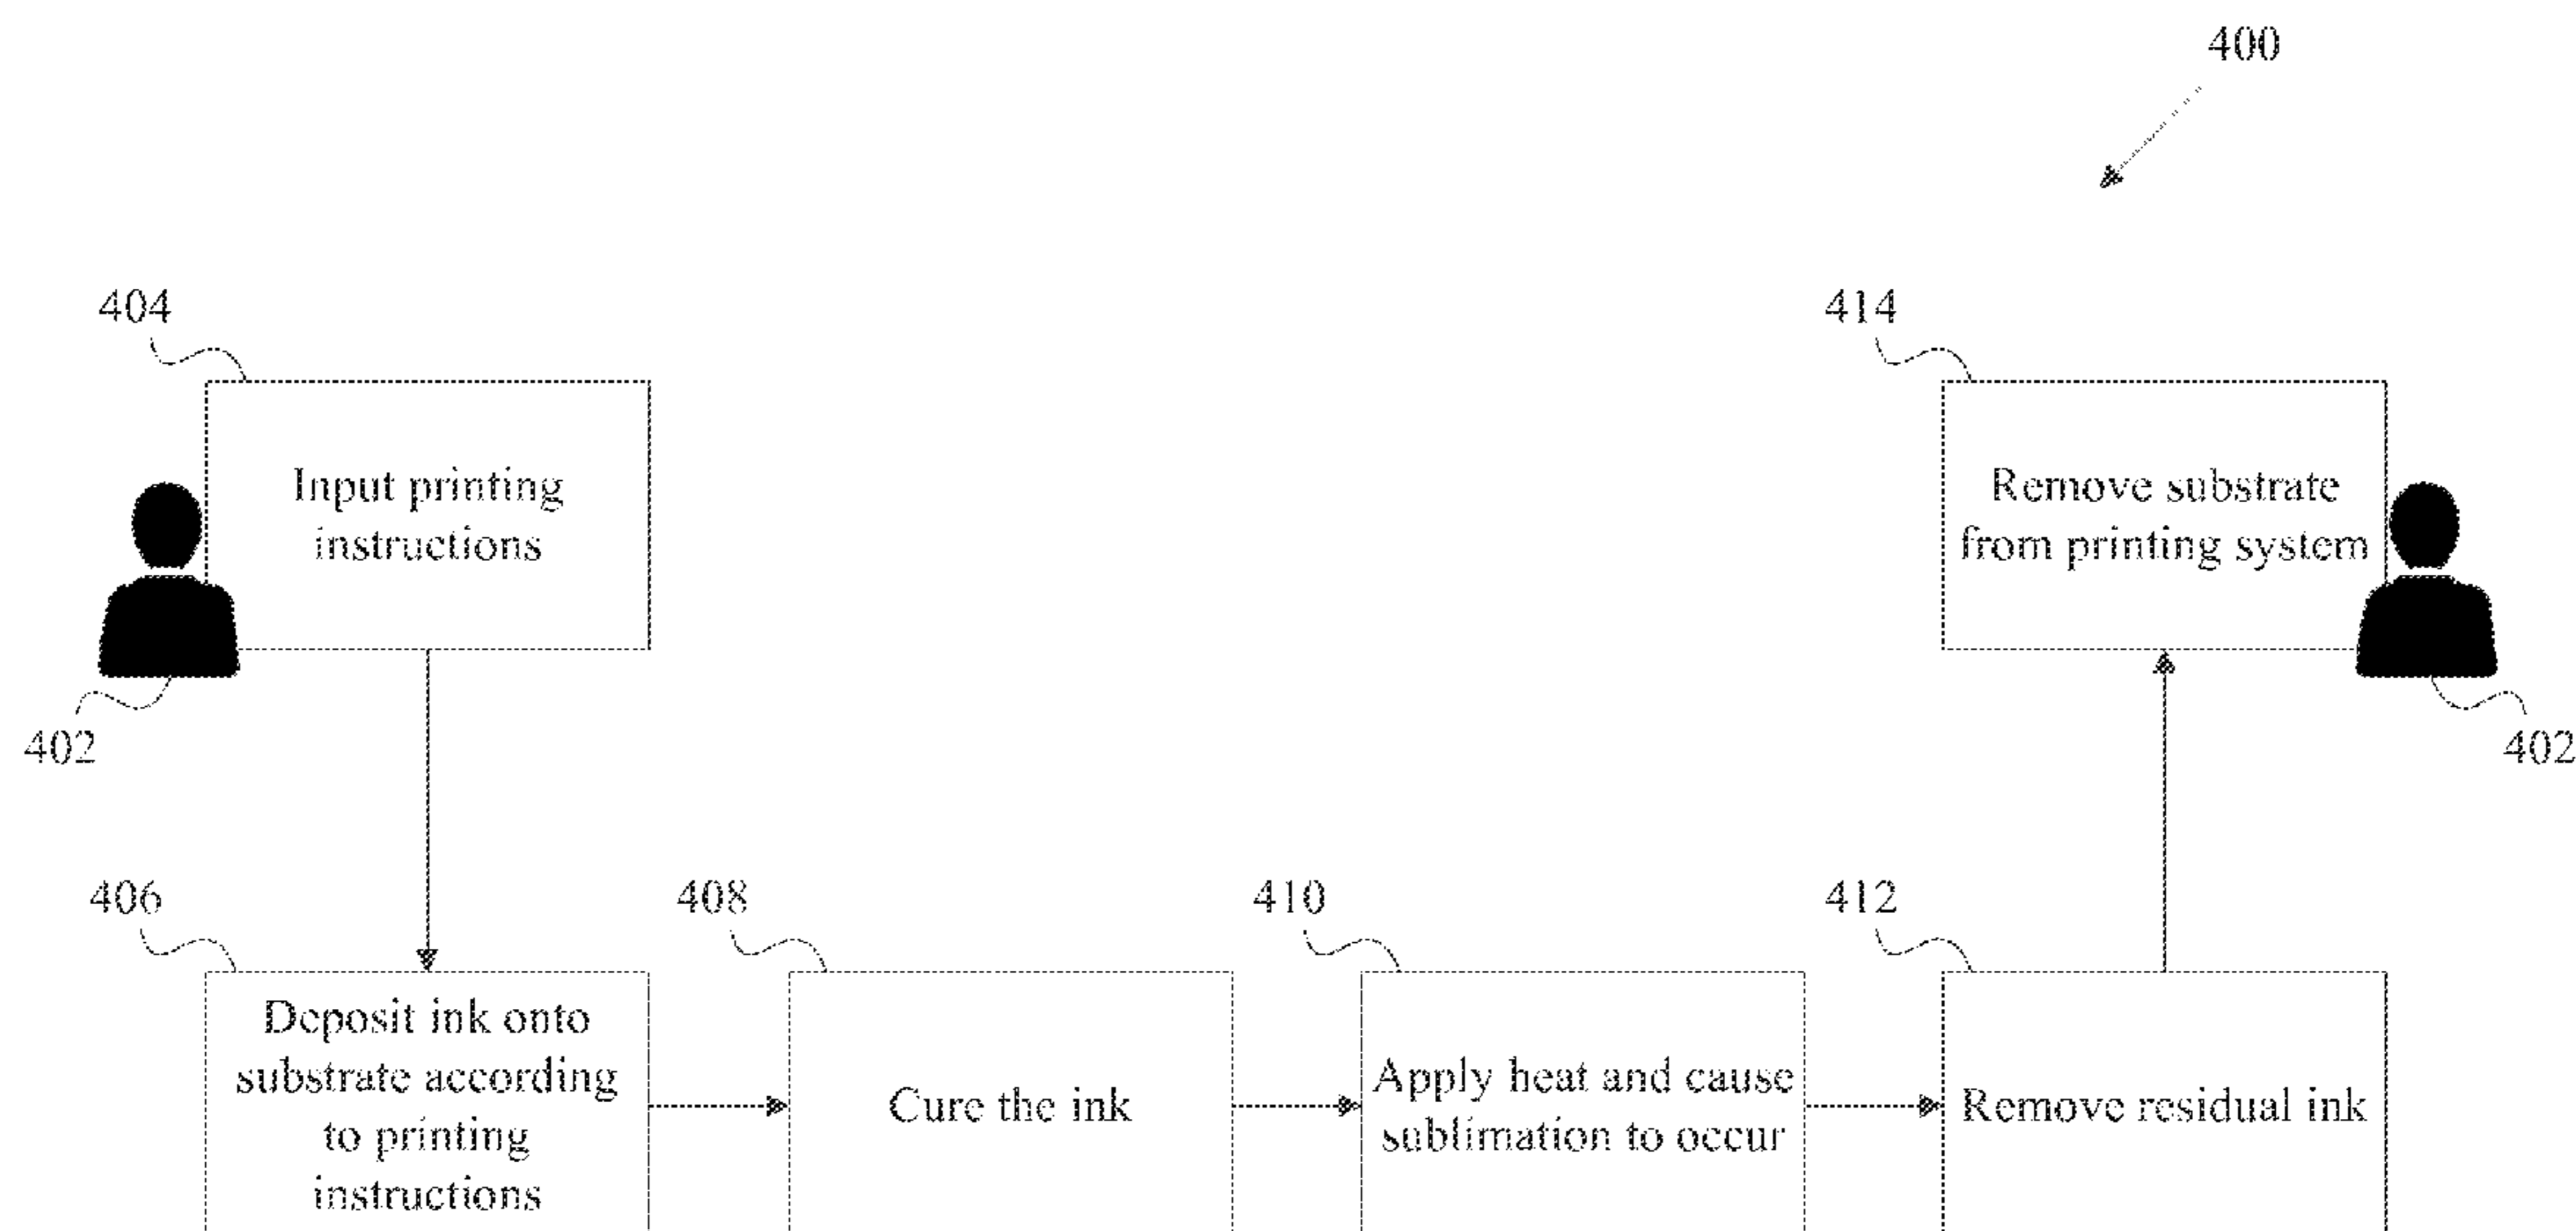 400
404
414
Input printing
instructions
Remove substrate
from printing system
402
402
406
408
410
412
Deposit ink onto
substrate according
to printing
instructions
Cure the ink
Apply heat and cause
sublimation to occur
Remove residual ink